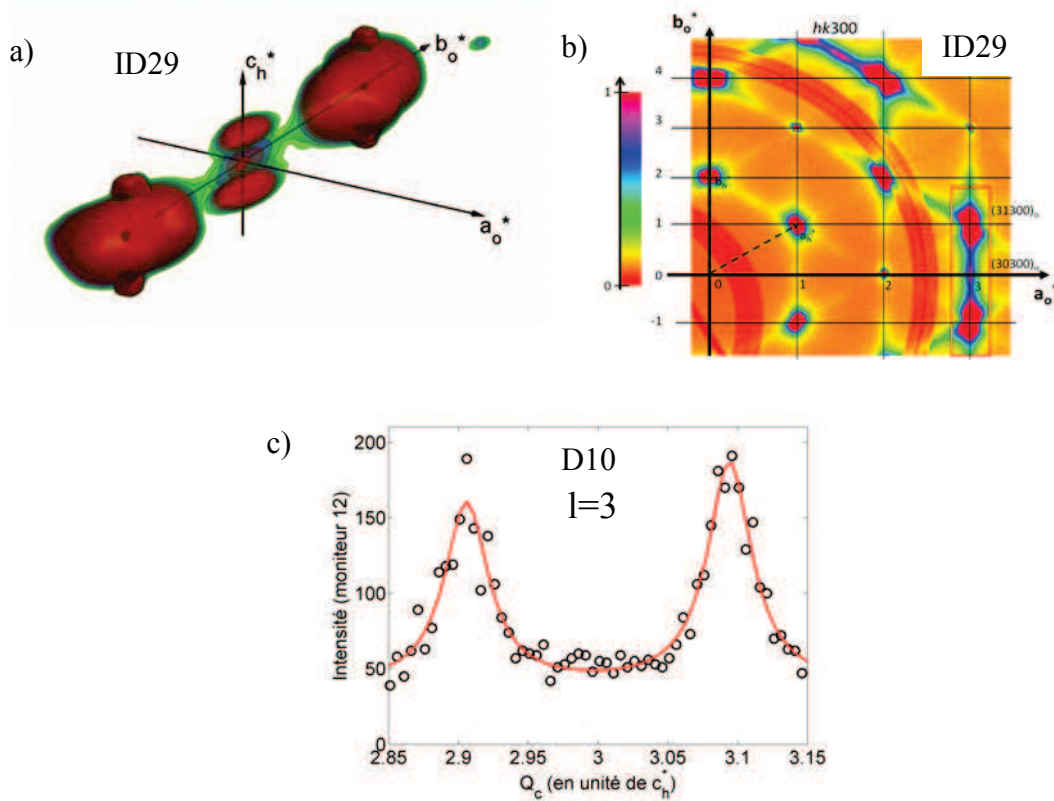 a)
ID29
c_h*
b_o*
a_o*
b)
b_o*
hk300
ID29
1
0
4
3
2
1
0
-1
b_h
a_h*
(31300)_o
(30300)_o
0
1
2
3
a_o*
c)
D10
l=3
Intensité (moniteur 12)
200
150
100
50
0
2.85
2.9
2.95
3
3.05
3.1
3.15
Q_c (en unité de c_h*)